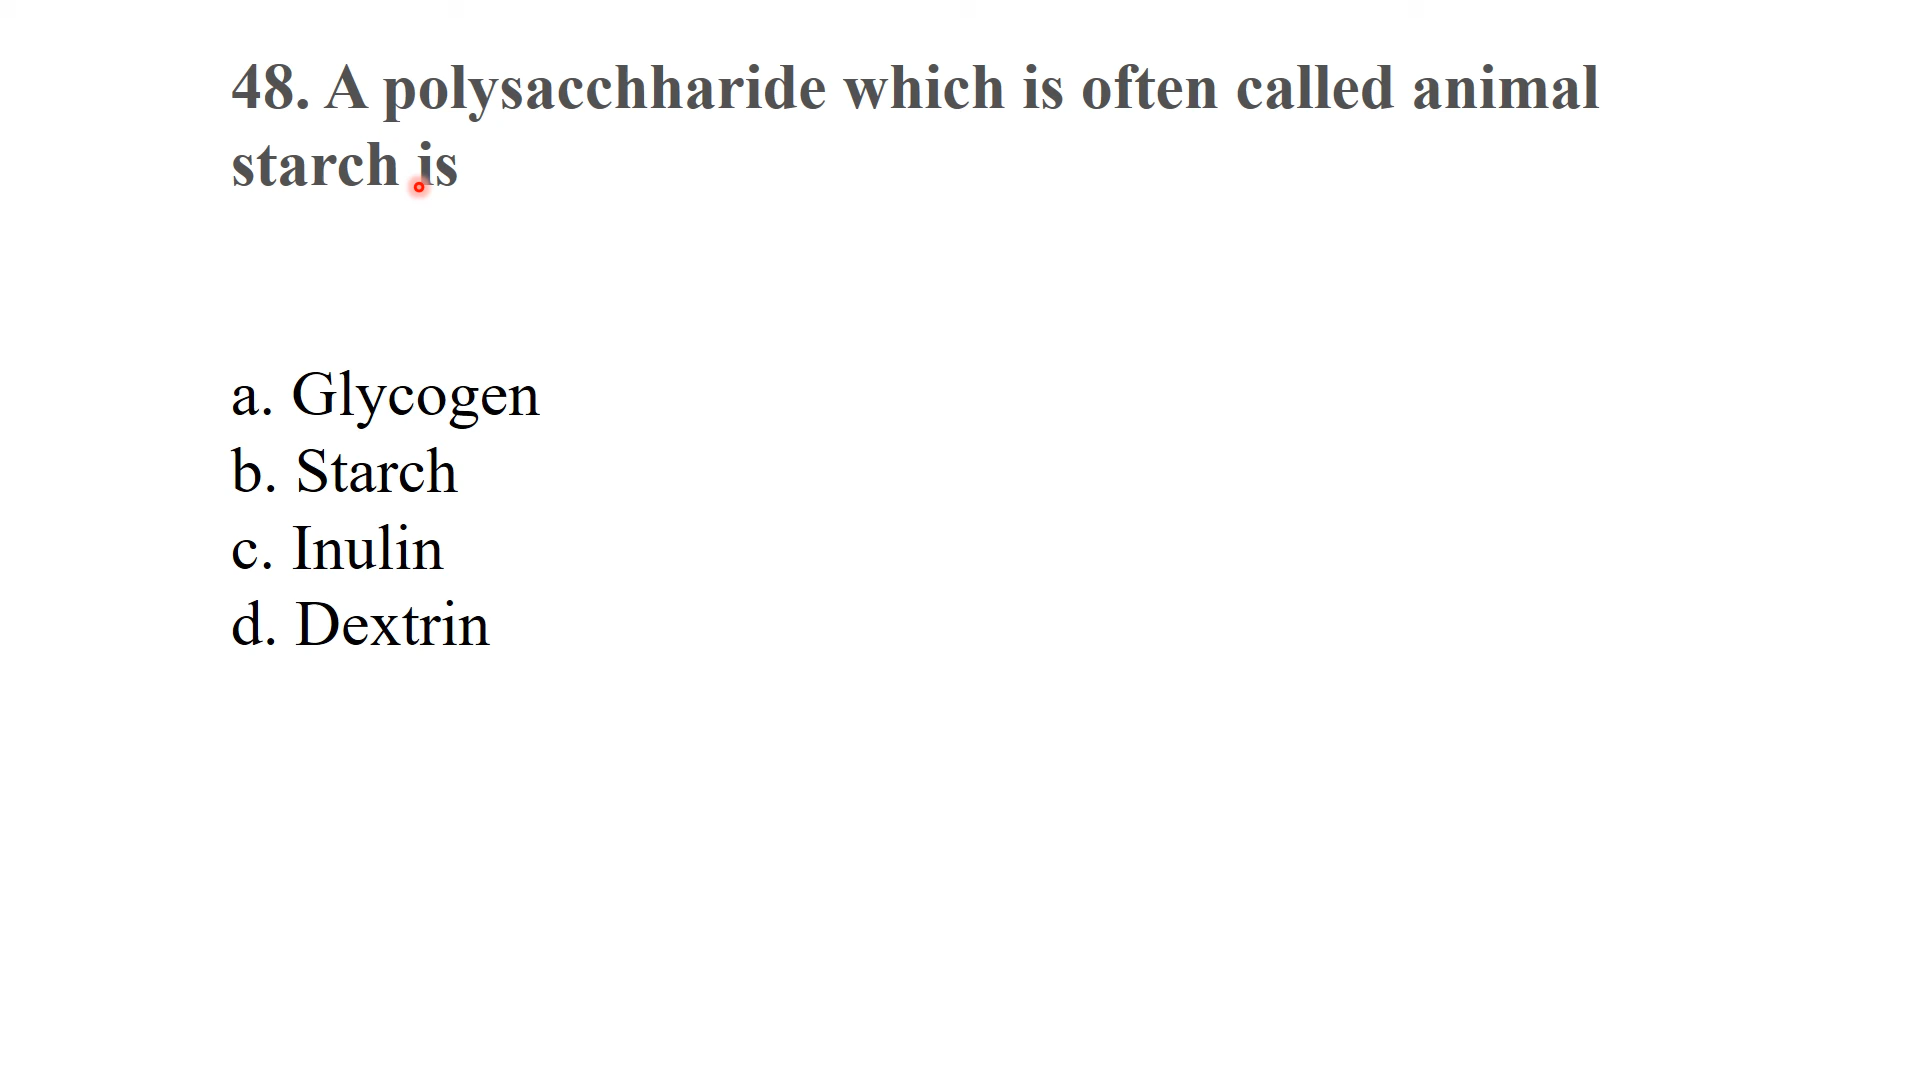 48. A polysacchharide which is often called animal
starch is
a. Glycogen
b. Starch
c. Inulin
d. Dextrin